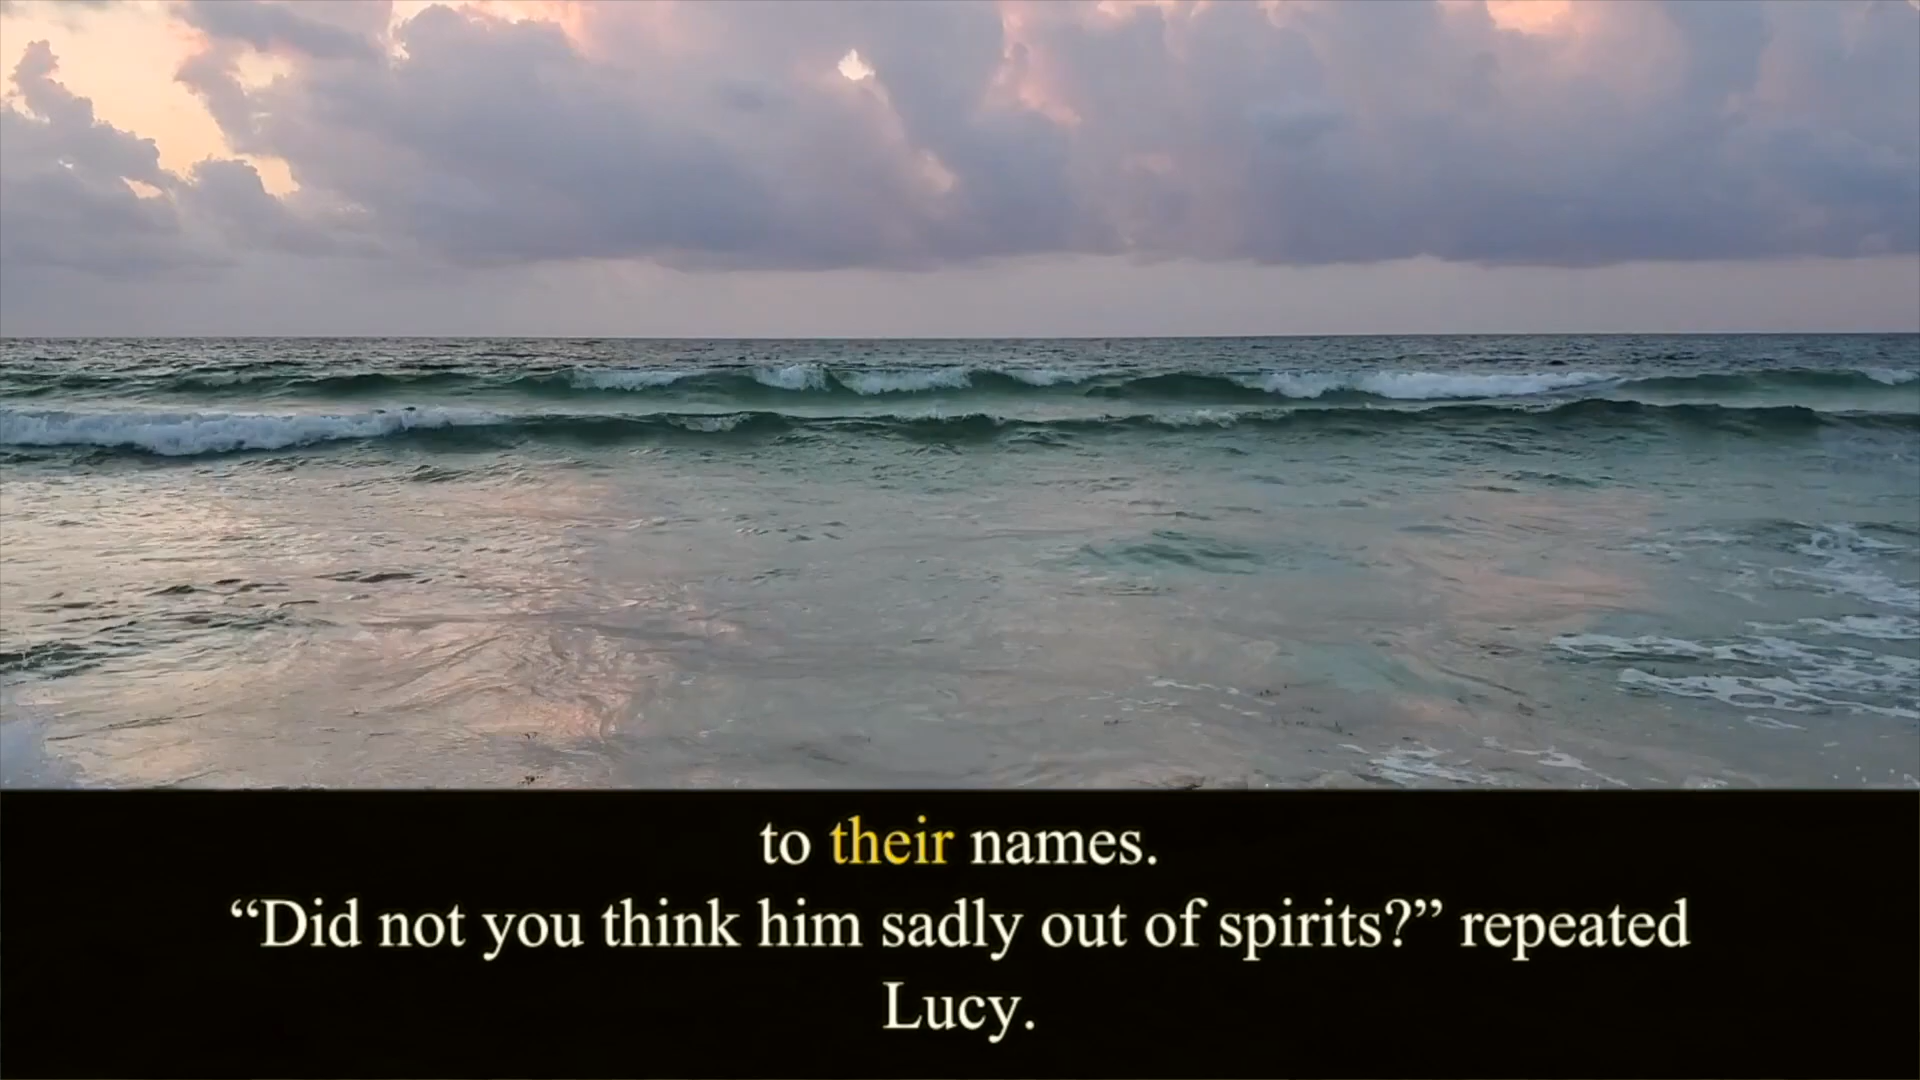 to their names.
“Did not you think him sadly out of spirits?” repeated
Lucy.